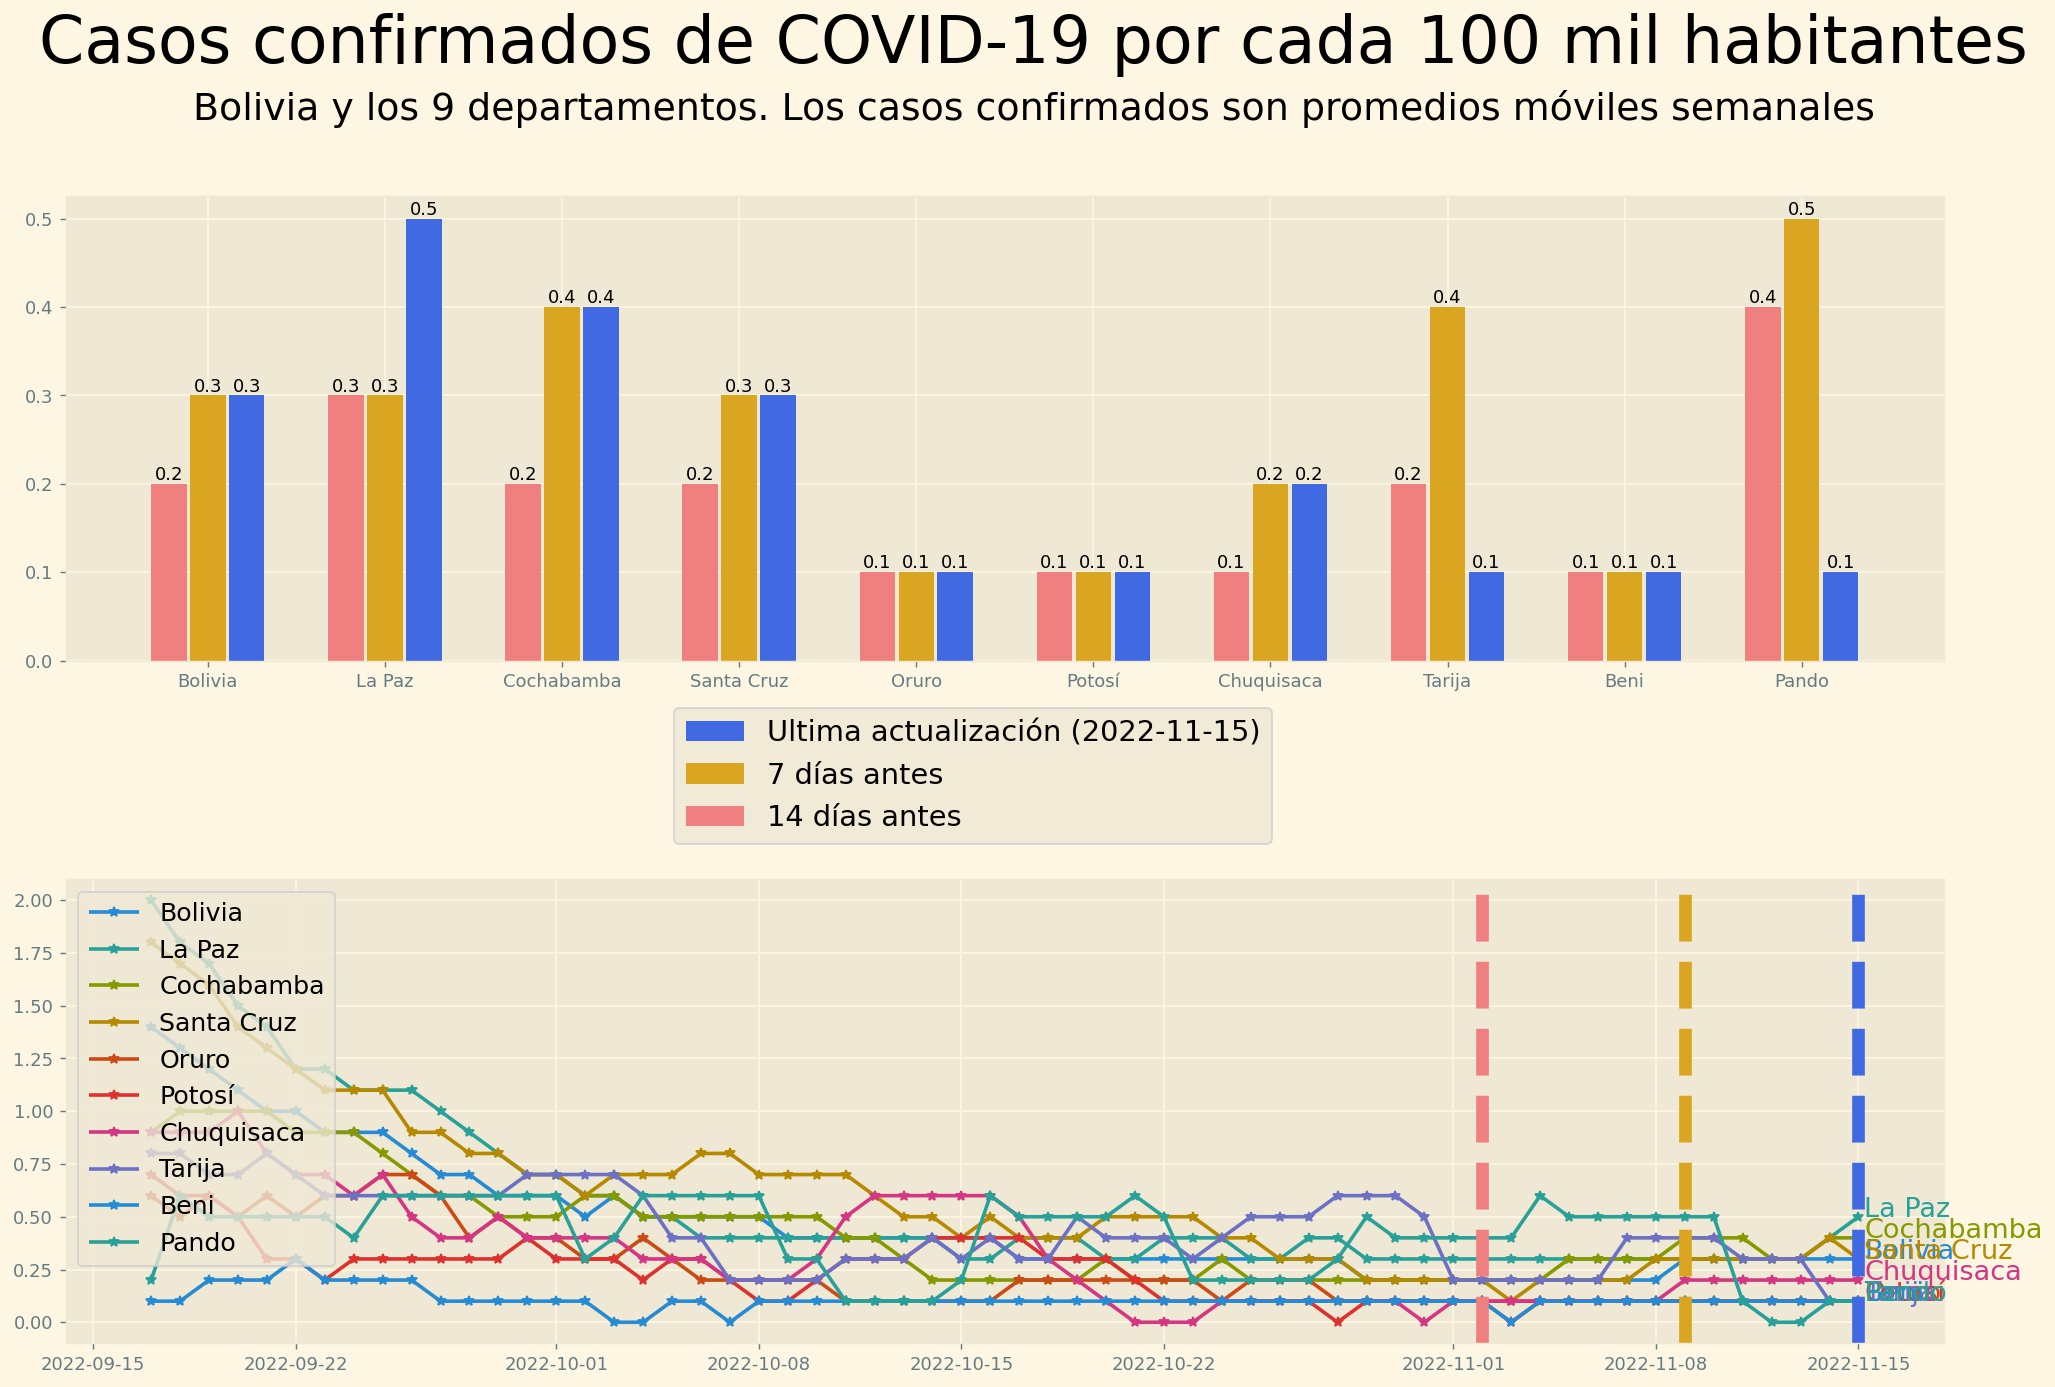 Casos confirmados de COVID-19 por cada 100 mil habitantes
Bolivia y los 9 departamentos. Los casos confirmados son promedios móviles semanales
0.5
0.4
0.3
0.2
0.1
0.0
0.2 0.3 0.3
0.3 0.3 0.5
0.2 0.4 0.4
0.2 0.3 0.3
0.1 0.1 0.1
0.1 0.1 0.1
0.1 0.2 0.2
0.2 0.4 0.1
0.1 0.1 0.1
0.4 0.5 0.1
Bolivia La Paz Cochabamba Santa Cruz Oruro Potosí Chuquisaca Tarija Beni Pando
Ultima actualización (2022-11-15)
7 días antes
14 días antes
2.00
1.75
1.50
1.25
1.00
0.75
0.50
0.25
0.00
Bolivia
La Paz
Cochabamba
Santa Cruz
Oruro
Potosí
Chuquisaca
Tarija
Beni
Pando
La Paz
Cochabamba
Bolivia
Santa Cruz
Chuquisaca
2022-09-15 2022-09-22 2022-10-01 2022-10-08 2022-10-15 2022-10-22 2022-11-01 2022-11-08 2022-11-15